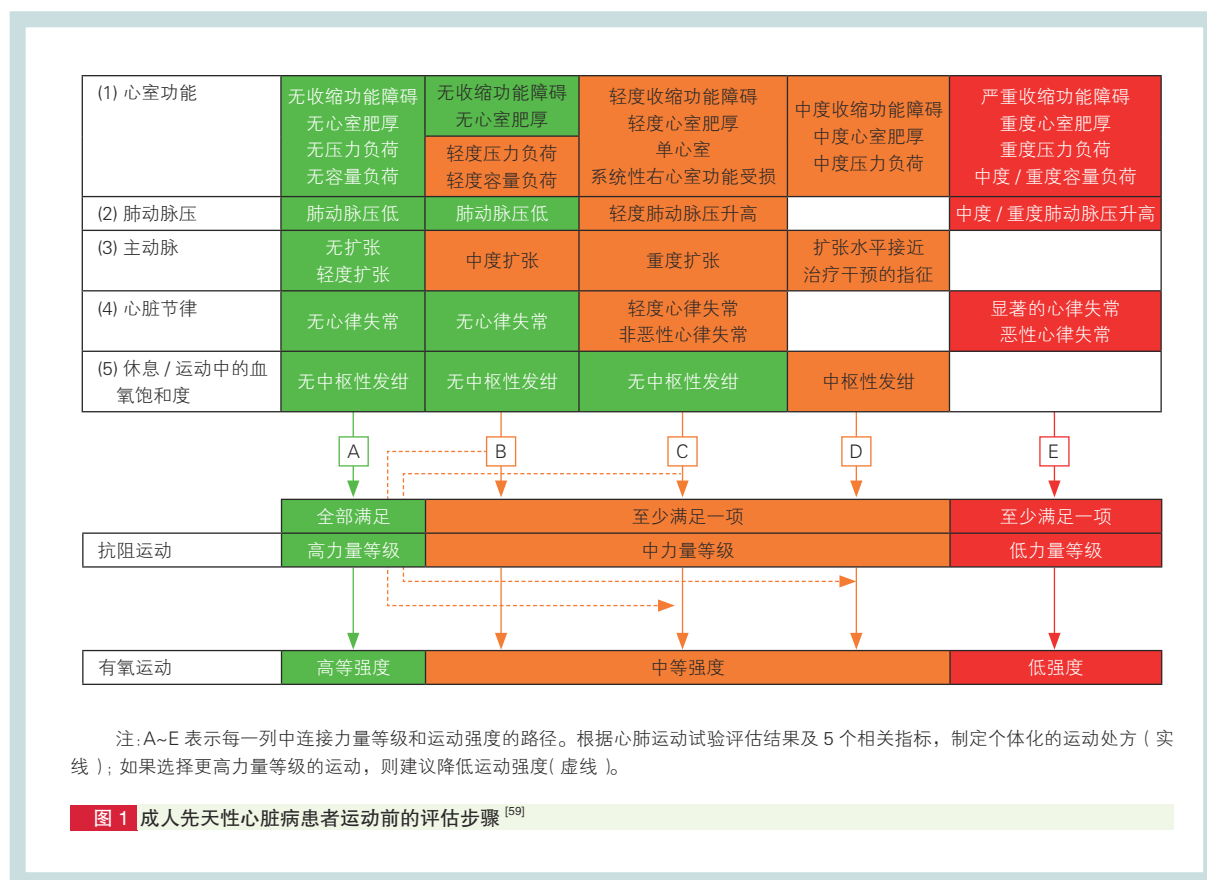 (1) 心室功能
无收缩功能障碍
无心室肥厚
无压力负荷
无容量负荷
无收缩功能障碍
无心室肥厚
轻度压力负荷
轻度容量负荷
轻度收缩功能障碍
轻度心室肥厚
单心室
系统性右心室功能受损
中度收缩功能障碍
中度心室肥厚
中度压力负荷
严重收缩功能障碍
重度心室肥厚
重度压力负荷
中度 / 重度容量负荷
(2) 肺动脉压
肺动脉压低
肺动脉压低
轻度肺动脉压升高
中度 / 重度肺动脉压升高
(3) 主动脉
无扩张
轻度扩张
中度扩张
重度扩张
扩张水平接近
治疗干预的指征
(4) 心脏节律
无心律失常
无心律失常
轻度心律失常
非恶性心律失常
显著的心律失常
恶性心律失常
(5) 休息 / 运动中的血
氧饱和度
无中枢性发绀
无中枢性发绀
无中枢性发绀
中枢性发绀
A
B
C
D
E
全部满足
至少满足一项
至少满足一项
抗阻运动
高力量等级
中力量等级
低力量等级
有氧运动
高等强度
中等强度
低强度
注:A~E 表示每一列中连接力量等级和运动强度的路径。根据心肺运动试验评估结果及 5 个相关指标，制定个体化的运动处方 ( 实
线 )；如果选择更高力量等级的运动，则建议降低运动强度( 虚线 )。
图 1 成人先天性心脏病患者运动前的评估步骤 [59]